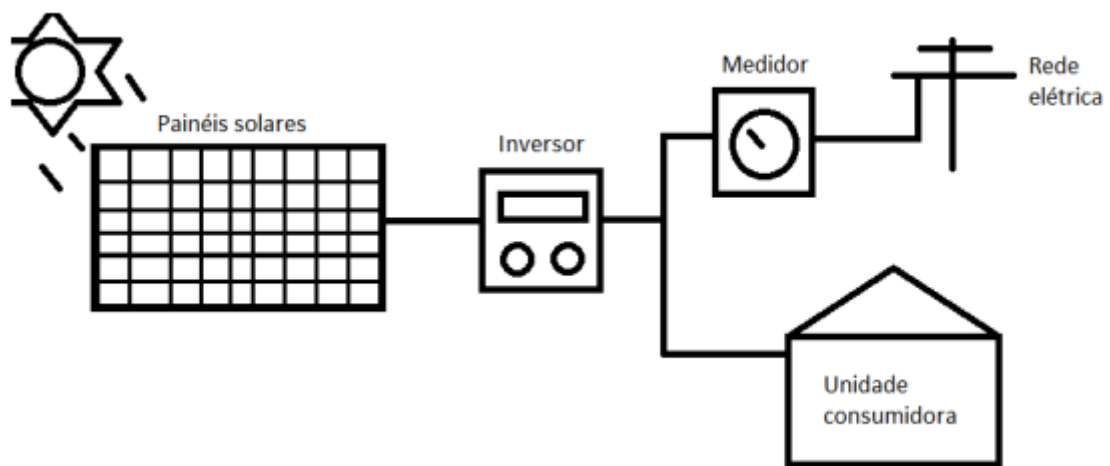 Painéis solares
Inversor
Medidor
Rede
elétrica
Unidade
consumidora